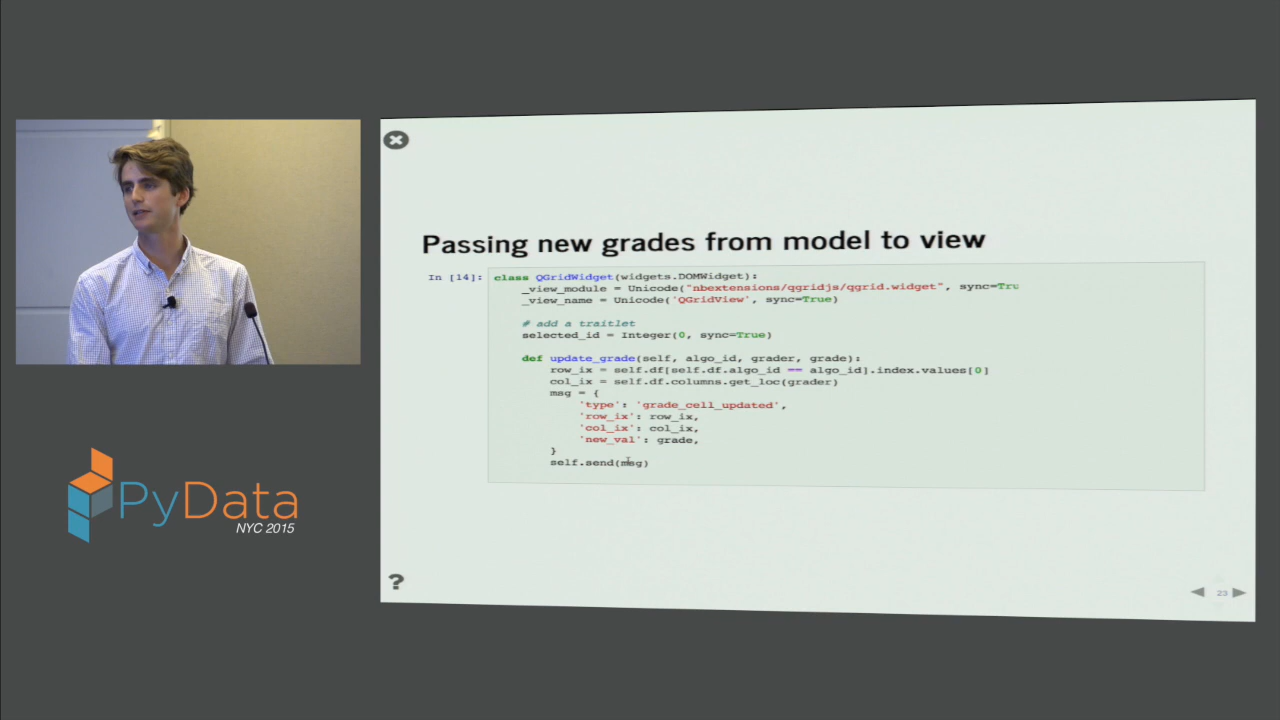 Passing new grades from model to view
In [14]:
class QGridWidget(widgets.DOMWidget):
_view_module = Unicode("nbextensions/qgridjs/qgrid.widget", sync=Tru
_view_name = Unicode('QGridView', sync=True)
# add a traitlet
selected_id = Integer(0, sync=True)
def update_grade(self, algo_id, grader, grade):
row_ix = self.df[self.df.algo_id == algo_id].index.values[0]
col_ix = self.df.columns.get_loc(grader)
msg = {
'type': 'grade_cell_updated',
'row_ix': row_ix,
'col_ix': col_ix,
'new_val': grade,
}
self.send(msg)
PyData
NYC 2015
?
23